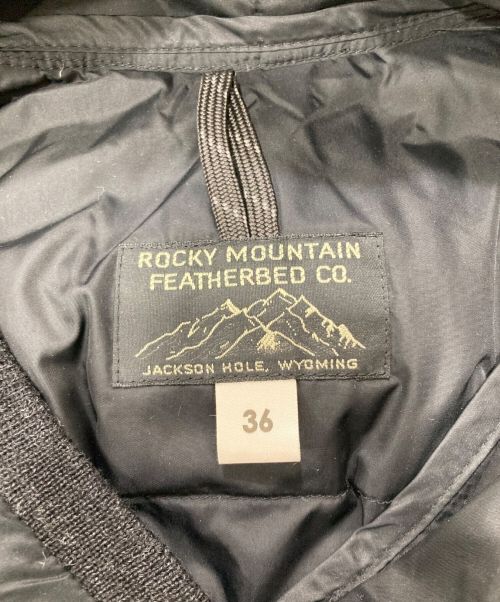 ROCKY MOUNTAIN
FEATHERBED CO.
JACKSON HOLE, WYOMING
36